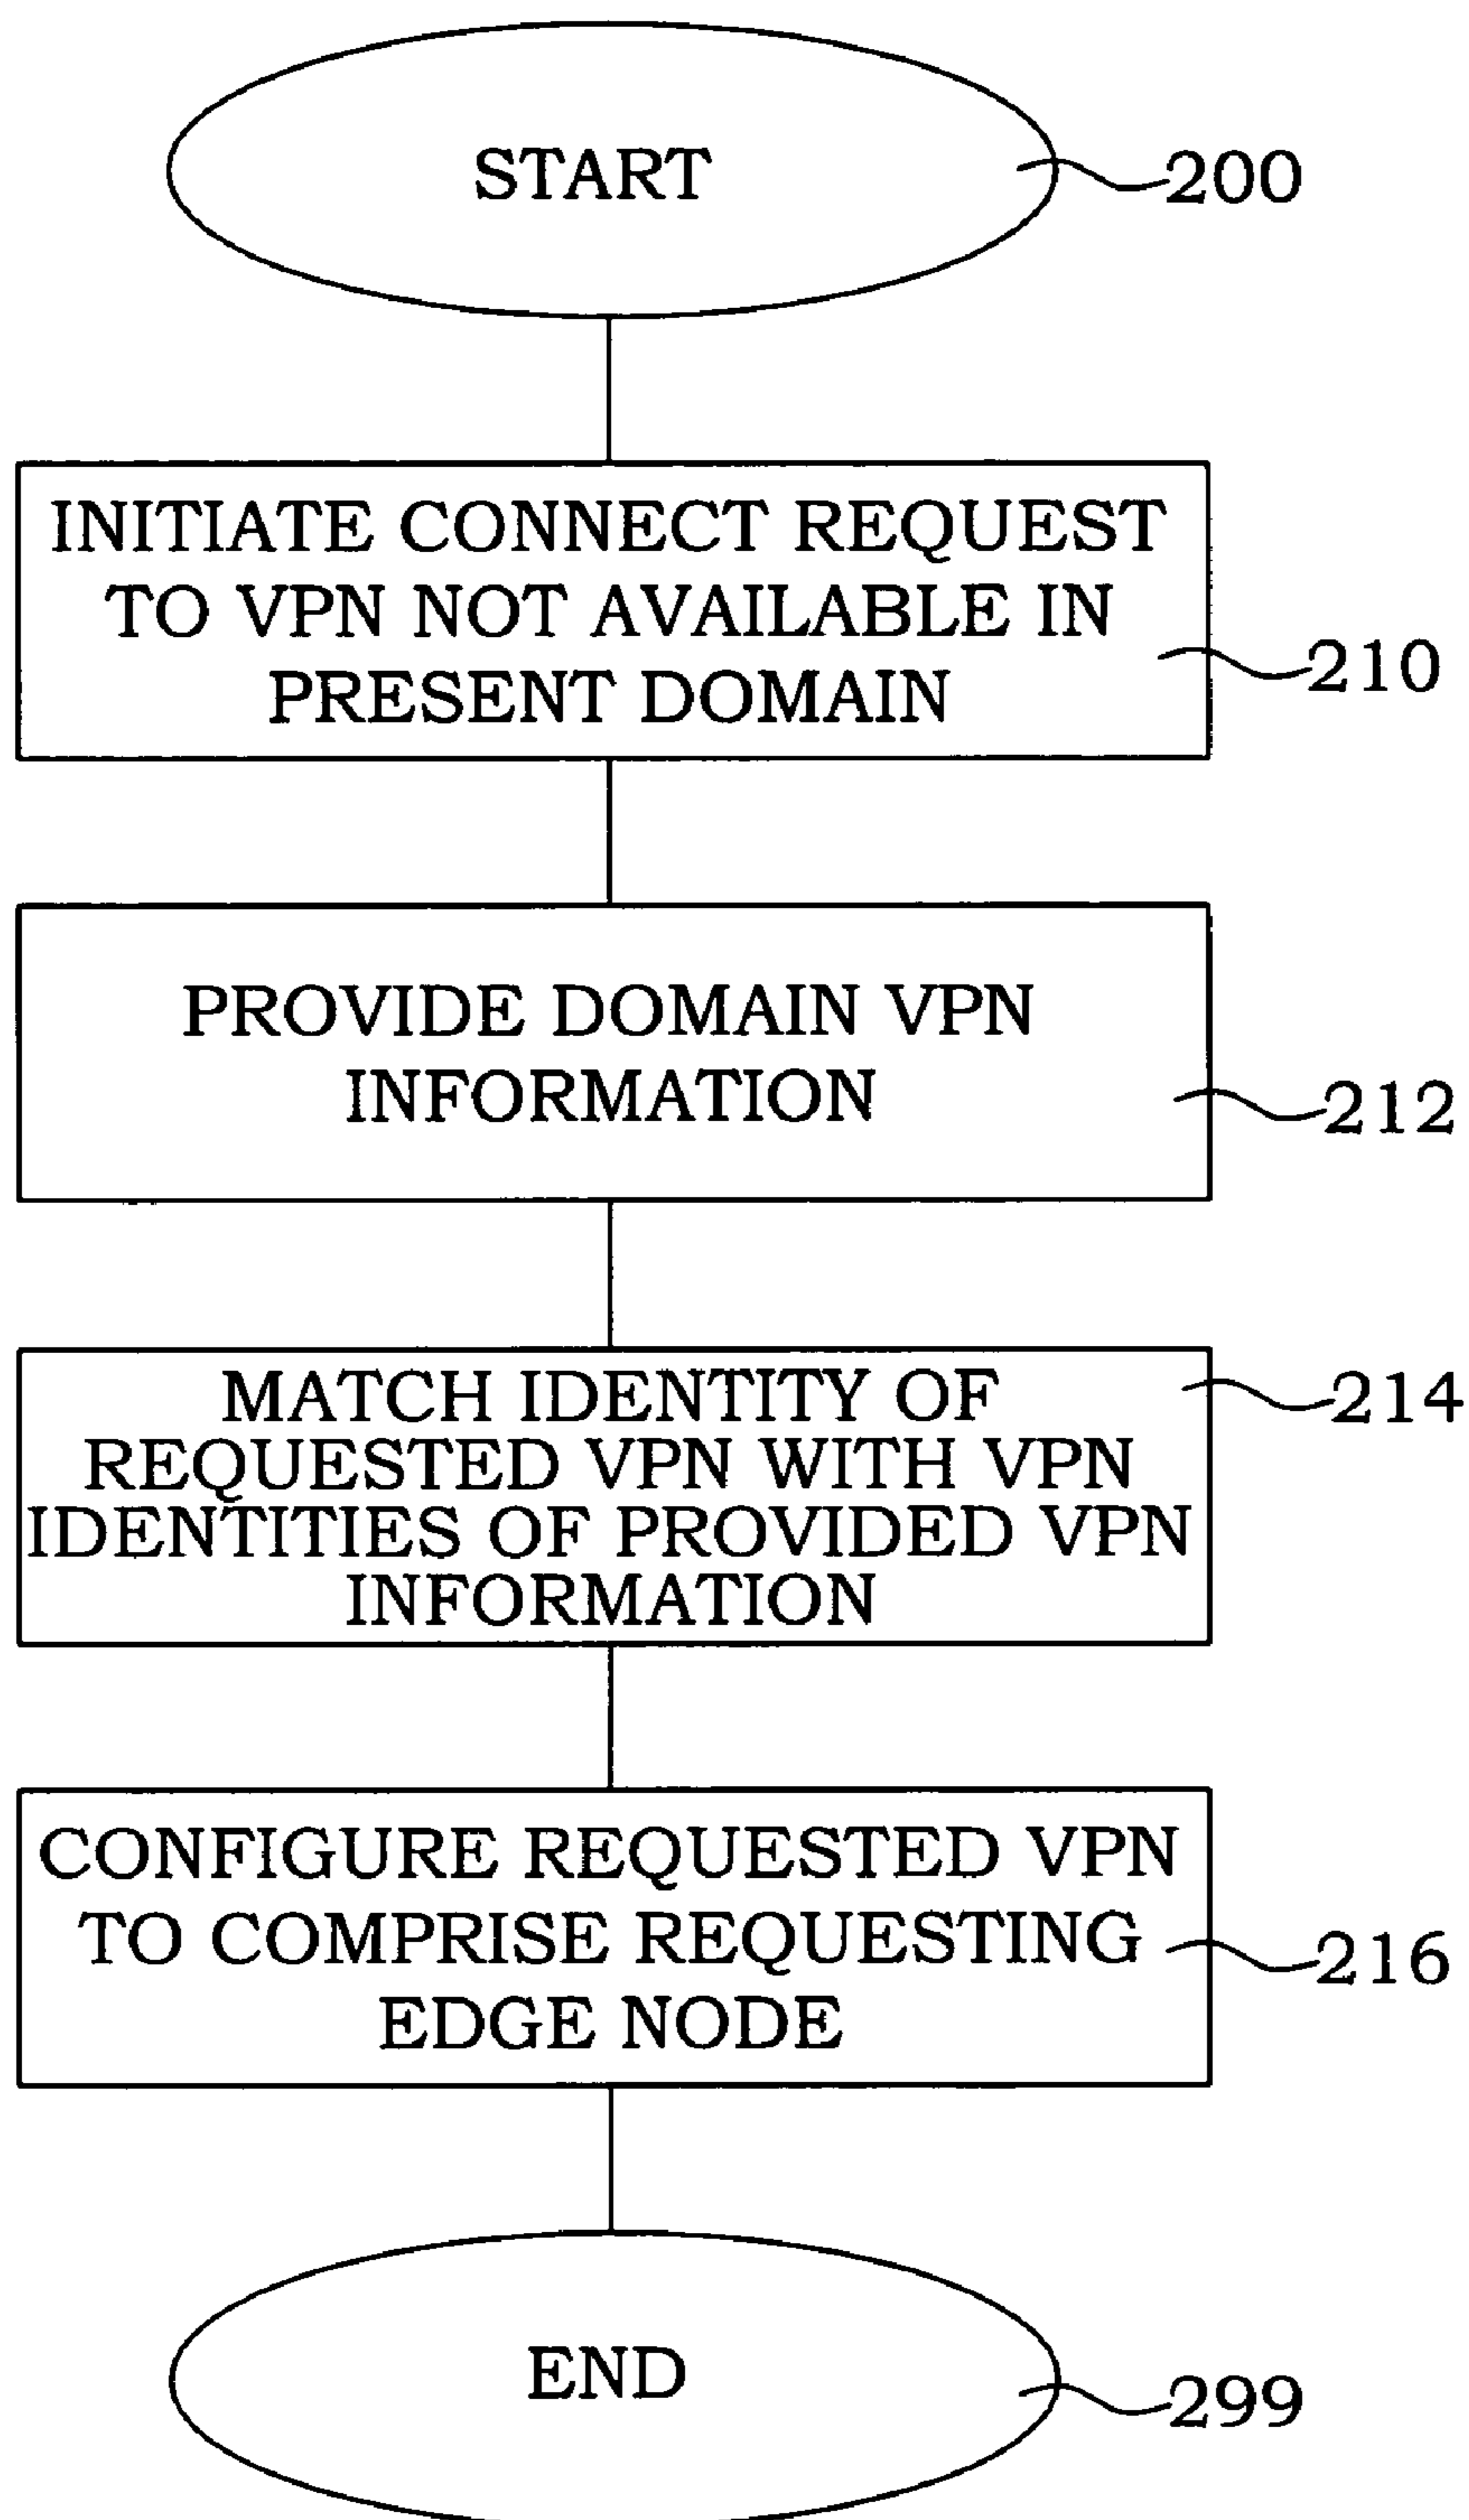 START
200
INITIATE CONNECT REQUEST
TO VPN NOT AVAILABLE IN
PRESENT DOMAIN
210
PROVIDE DOMAIN VPN
INFORMATION
212
MATCH IDENTITY OF
214
REQUESTED VPN WITH VPN
IDENTITIES OF PROVIDED VPN
INFORMATION
CONFIGURE REQUESTED VPN
TO COMPRISE REQUESTING
216
EDGE NODE
END
299